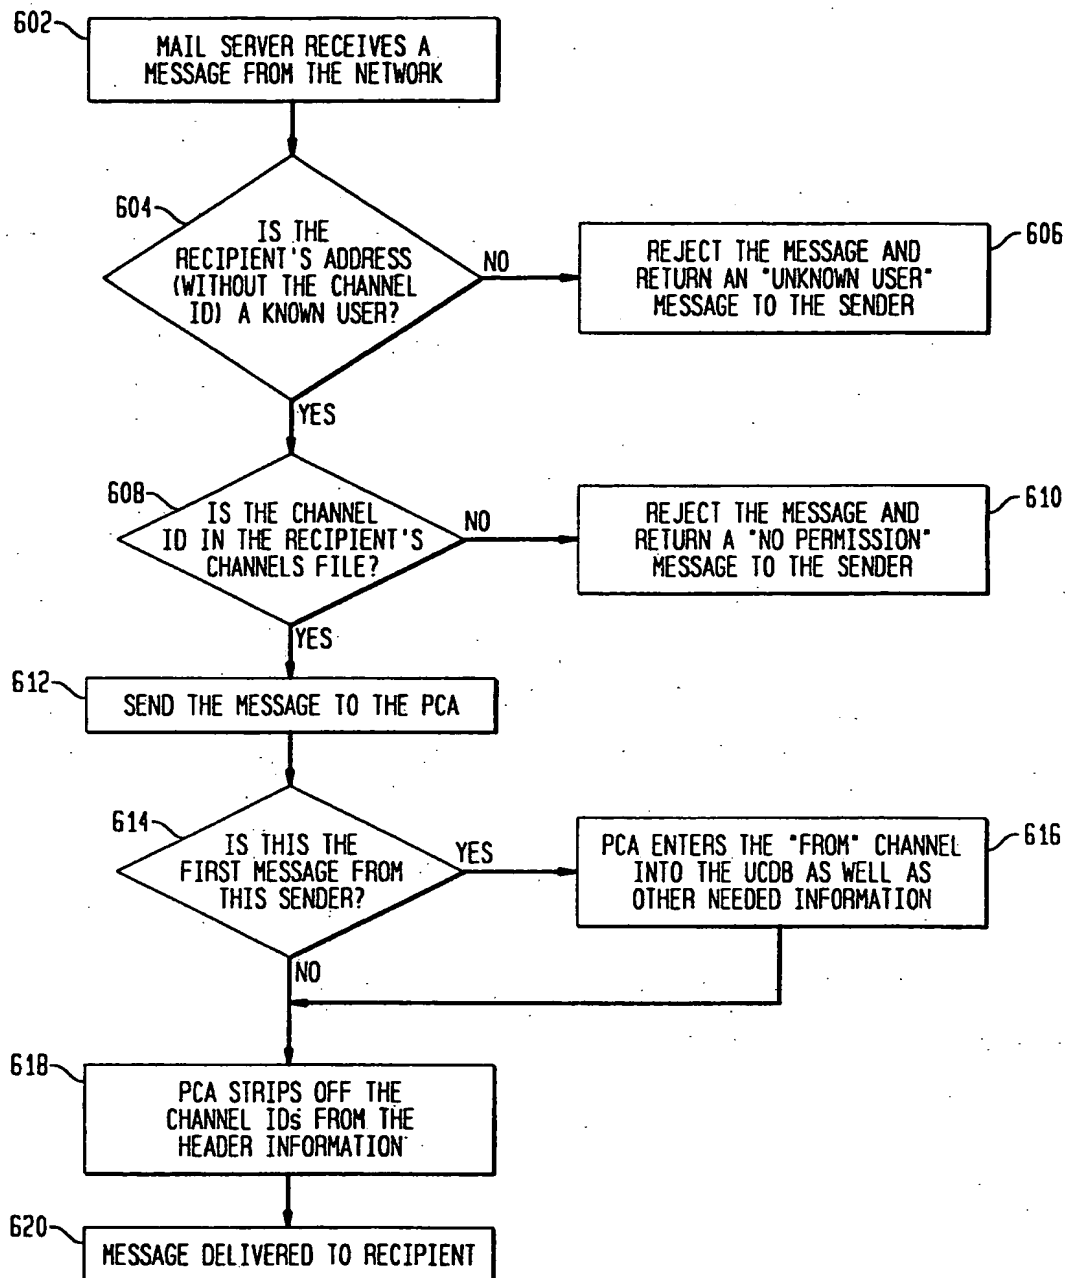 602
MAIL SERVER RECEIVES A
MESSAGE FROM THE NETWORK
604
IS THE
RECIPIENT'S ADDRESS
(WITHOUT THE CHANNEL
ID) A KNOWN USER?
NO
606
REJECT THE MESSAGE AND
RETURN AN "UNKNOWN USER"
MESSAGE TO THE SENDER
YES
608
IS THE CHANNEL
ID IN THE RECIPIENT'S
CHANNELS FILE?
NO
610
REJECT THE MESSAGE AND
RETURN A "NO PERMISSION"
MESSAGE TO THE SENDER
YES
612
SEND THE MESSAGE TO THE PCA
614
IS THIS THE
FIRST MESSAGE FROM
THIS SENDER?
YES
616
PCA ENTERS THE "FROM" CHANNEL
INTO THE UCDB AS WELL AS
OTHER NEEDED INFORMATION
NO
618
PCA STRIPS OFF THE
CHANNEL IDs FROM THE
HEADER INFORMATION
620
MESSAGE DELIVERED TO RECIPIENT